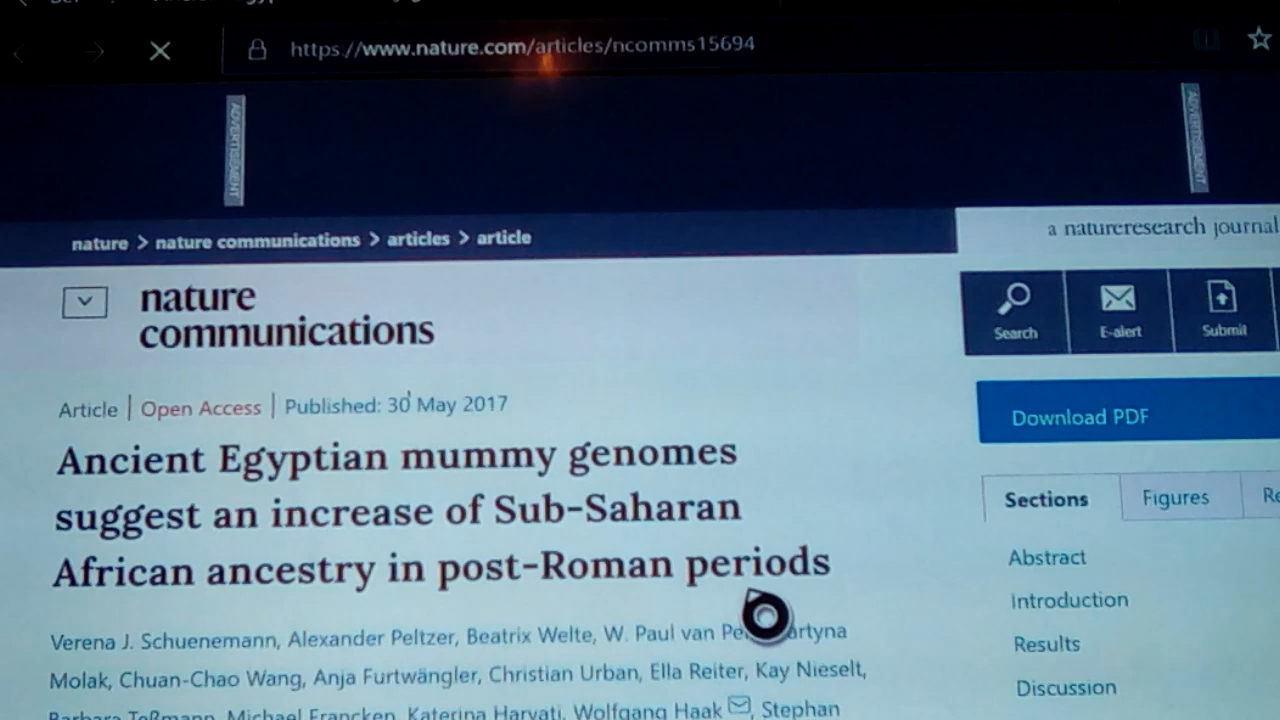 https://www.nature.com/articles/ncomms15694
ADVERTISEMENT
ADVERTISEMENT
nature > nature communications > articles > article
a natureresearch journal
nature
communications
Search
E-alert
Submit
Article | Open Access | Published: 30 May 2017
Download PDF
Ancient Egyptian mummy genomes
suggest an increase of Sub-Saharan
African ancestry in post-Roman periods
Sections
Figures
Abstract
Introduction
Results
Discussion
Verena J. Schuenemann, Alexander Peltzer, Beatrix Welte, W. Paul van
Molak, Chuan-Chao Wang, Anja Furtwängler, Christian Urban, Ella Reiter, Kay Nieselt,
Barbara Teßmann, Michael Francken, Katerina Harvati, Wolfgang Haak, Stephan